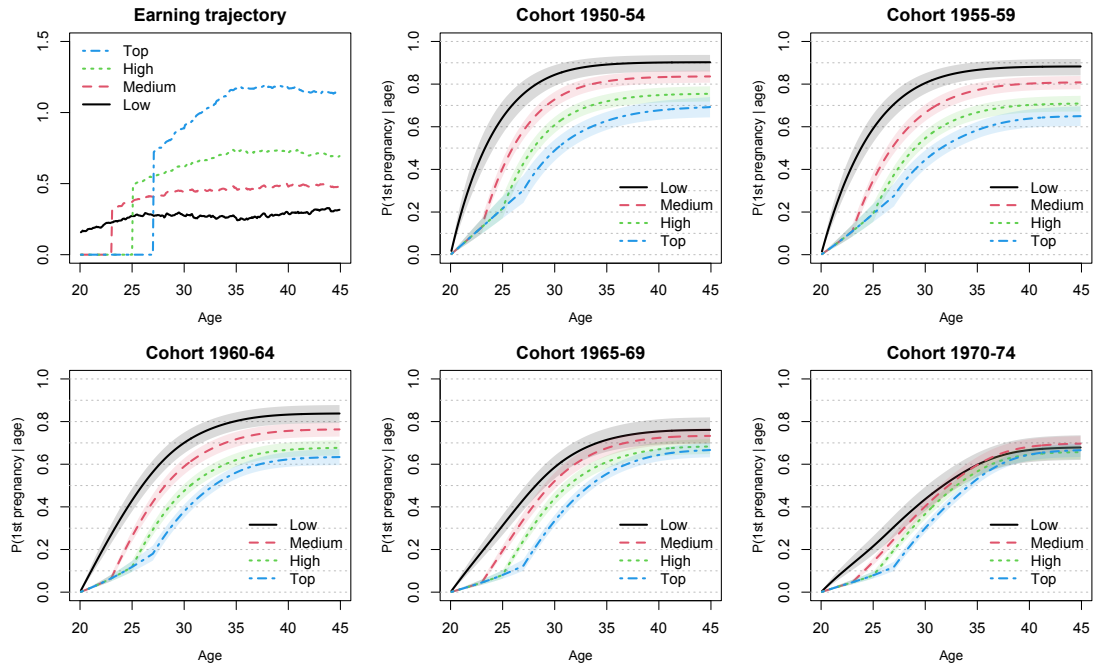 Earning trajectory
0.0 0.5 1.0 1.5
Top
High
Medium
Low
20 25 30 35 40 45
Age
Cohort 1950-54
P(1st pregnancy | age)
0.0 0.2 0.4 0.6 0.8 1.0
Low
Medium
High
Top
20 25 30 35 40 45
Age
Cohort 1955-59
P(1st pregnancy | age)
0.0 0.2 0.4 0.6 0.8 1.0
Low
Medium
High
Top
20 25 30 35 40 45
Age
Cohort 1960-64
P(1st pregnancy | age)
0.0 0.2 0.4 0.6 0.8 1.0
Low
Medium
High
Top
20 25 30 35 40 45
Age
Cohort 1965-69
P(1st pregnancy | age)
0.0 0.2 0.4 0.6 0.8 1.0
Low
Medium
High
Top
20 25 30 35 40 45
Age
Cohort 1970-74
P(1st pregnancy | age)
0.0 0.2 0.4 0.6 0.8 1.0
Low
Medium
High
Top
20 25 30 35 40 45
Age